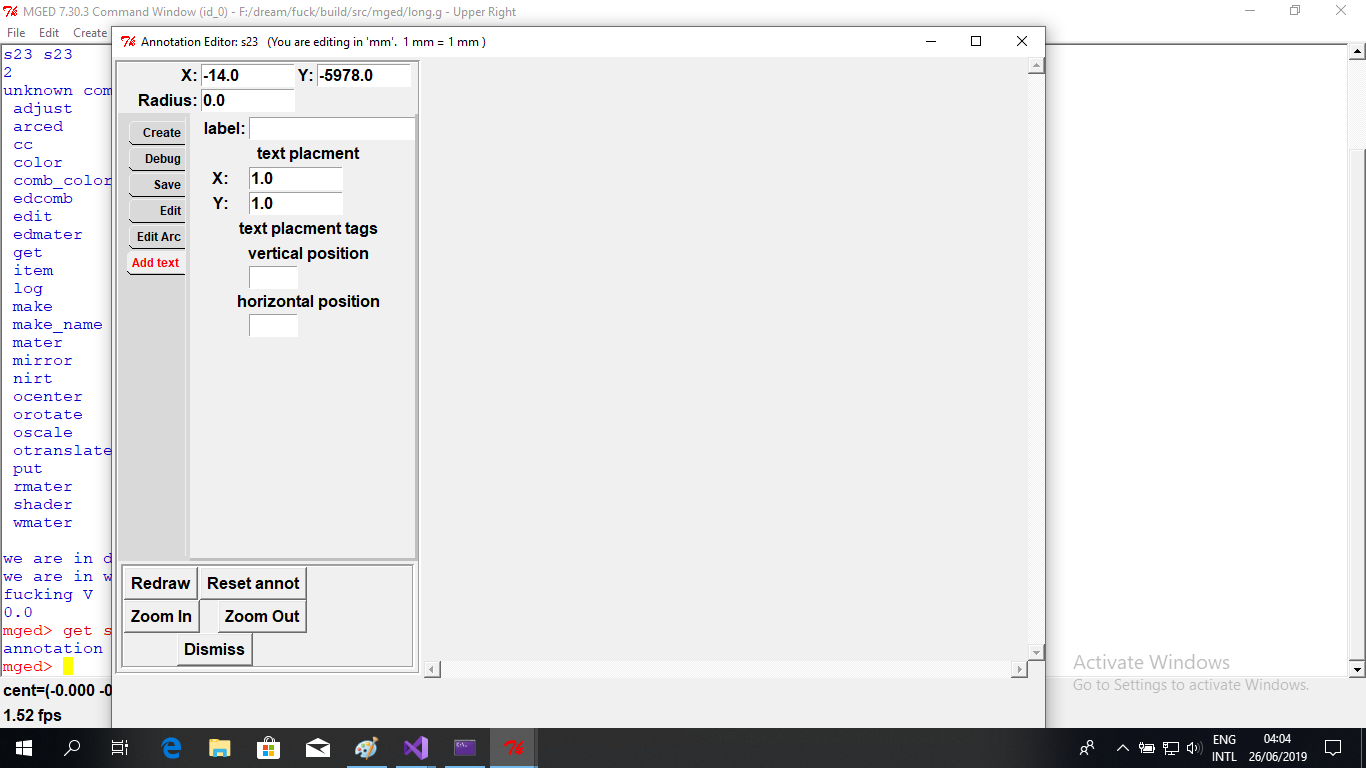 MGED 7.30.3 Command Window (id_0) - F:/dream/fuck/build/src/mged/long.g - Upper Right
File Edit Create
s23 s23
2
unknown com
adjust
arced
cc
color
comb_color
edcomb
edit
edmater
get
item
log
make
make_name
mater
mirror
nirt
ocenter
orotate
oscale
otranslate
put
rmater
shader
wmater
we are in d
we are in w
fucking V
0.0
mged> get s
annotation
mged>
cent=(-0.000 -0
1.52 fps
Annotation Editor: s23 (You are editing in 'mm'. 1 mm = 1 mm )
X: -14.0 Y: -5978.0
Radius: 0.0
Create
Debug
Save
Edit
Edit Arc
Add text
label:
text placment
X: 1.0
Y: 1.0
text placment tags
vertical position
horizontal position
Redraw Reset annot
Zoom In Zoom Out
Dismiss
Activate Windows
Go to Settings to activate Windows.
ENG
INTL
04:04
26/06/2019